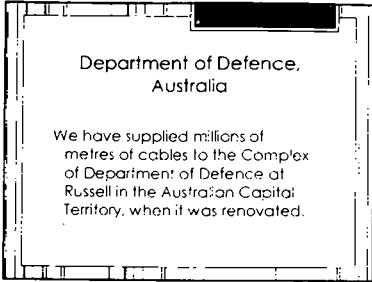 Department of Defence,
Australia
We have supplied millions of
metres of cables to the Complex
of Department of Defence at
Russell in the Australian Capital
Territory, when it was renovated.